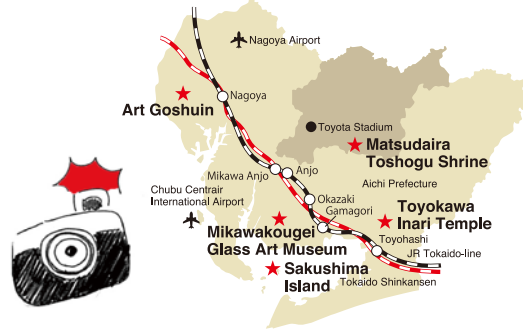 Nagoya Airport
Nagoya
Art Goshuin
Toyota Stadium
Matsudaira
Toshogu Shrine
Mikawa Anjo
Anjo
Aichi Prefecture
Chubu Centrair
International Airport
Okazaki
Gamagori
Toyokawa
Inari Temple
Mikawakougei
Glass Art Museum
Toyohashi
JR Tokaido-line
Sakushima
Island
Tokaido Shinkansen